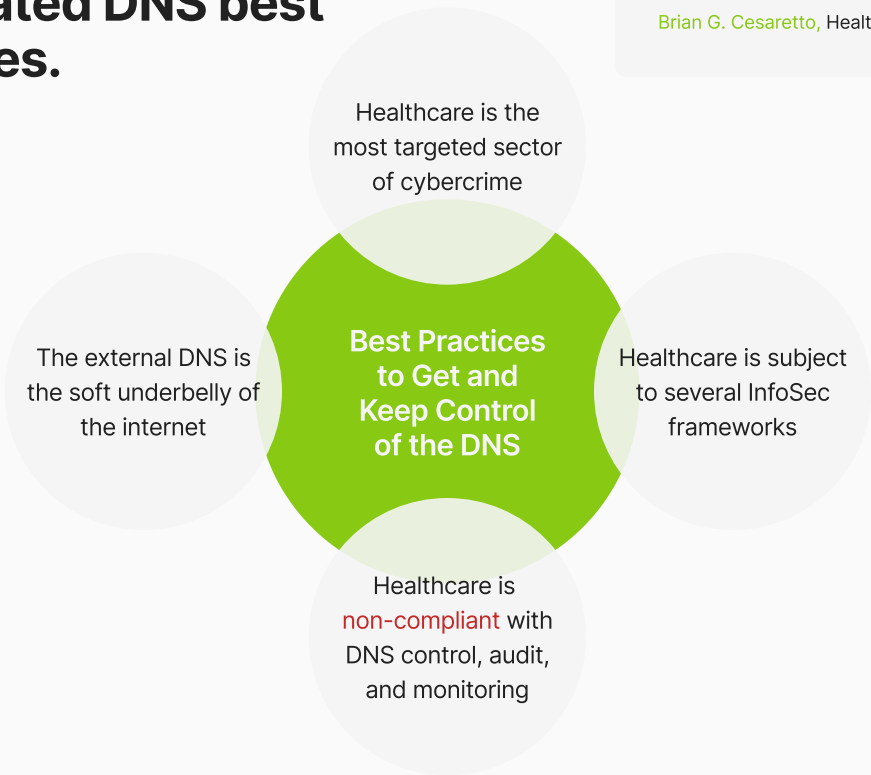 DNS best
es.
Brian G. Cesaretto,
Healthcare is the
most targeted sector
of cybercrime
The external DNS is
the soft underbelly of
the internet
Best Practices
to Get and
Keep Control
of the DNS
Healthcare is subject
to several InfoSec
frameworks
Healthcare is
non-compliant with
DNS control, audit,
and monitoring